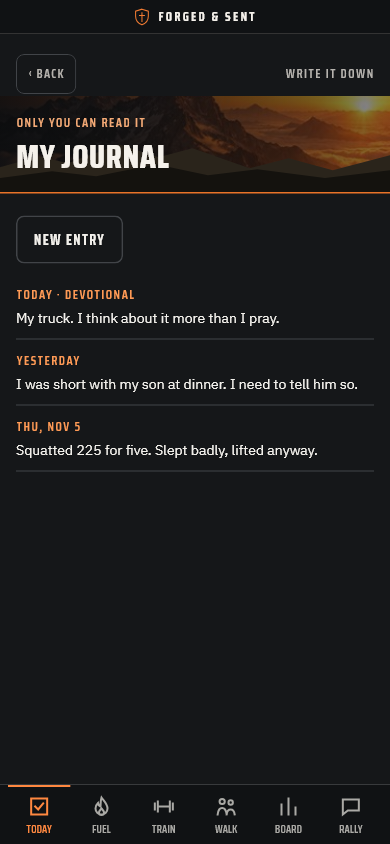 FORGED & SENT
‹ BACK
WRITE IT DOWN
ONLY YOU CAN READ IT
MY JOURNAL
NEW ENTRY
TODAY · DEVOTIONAL
My truck. I think about it more than I pray.
YESTERDAY
I was short with my son at dinner. I need to tell him so.
THU, NOV 5
Squatted 225 for five. Slept badly, lifted anyway.
TODAY
FUEL
TRAIN
WALK
BOARD
RALLY